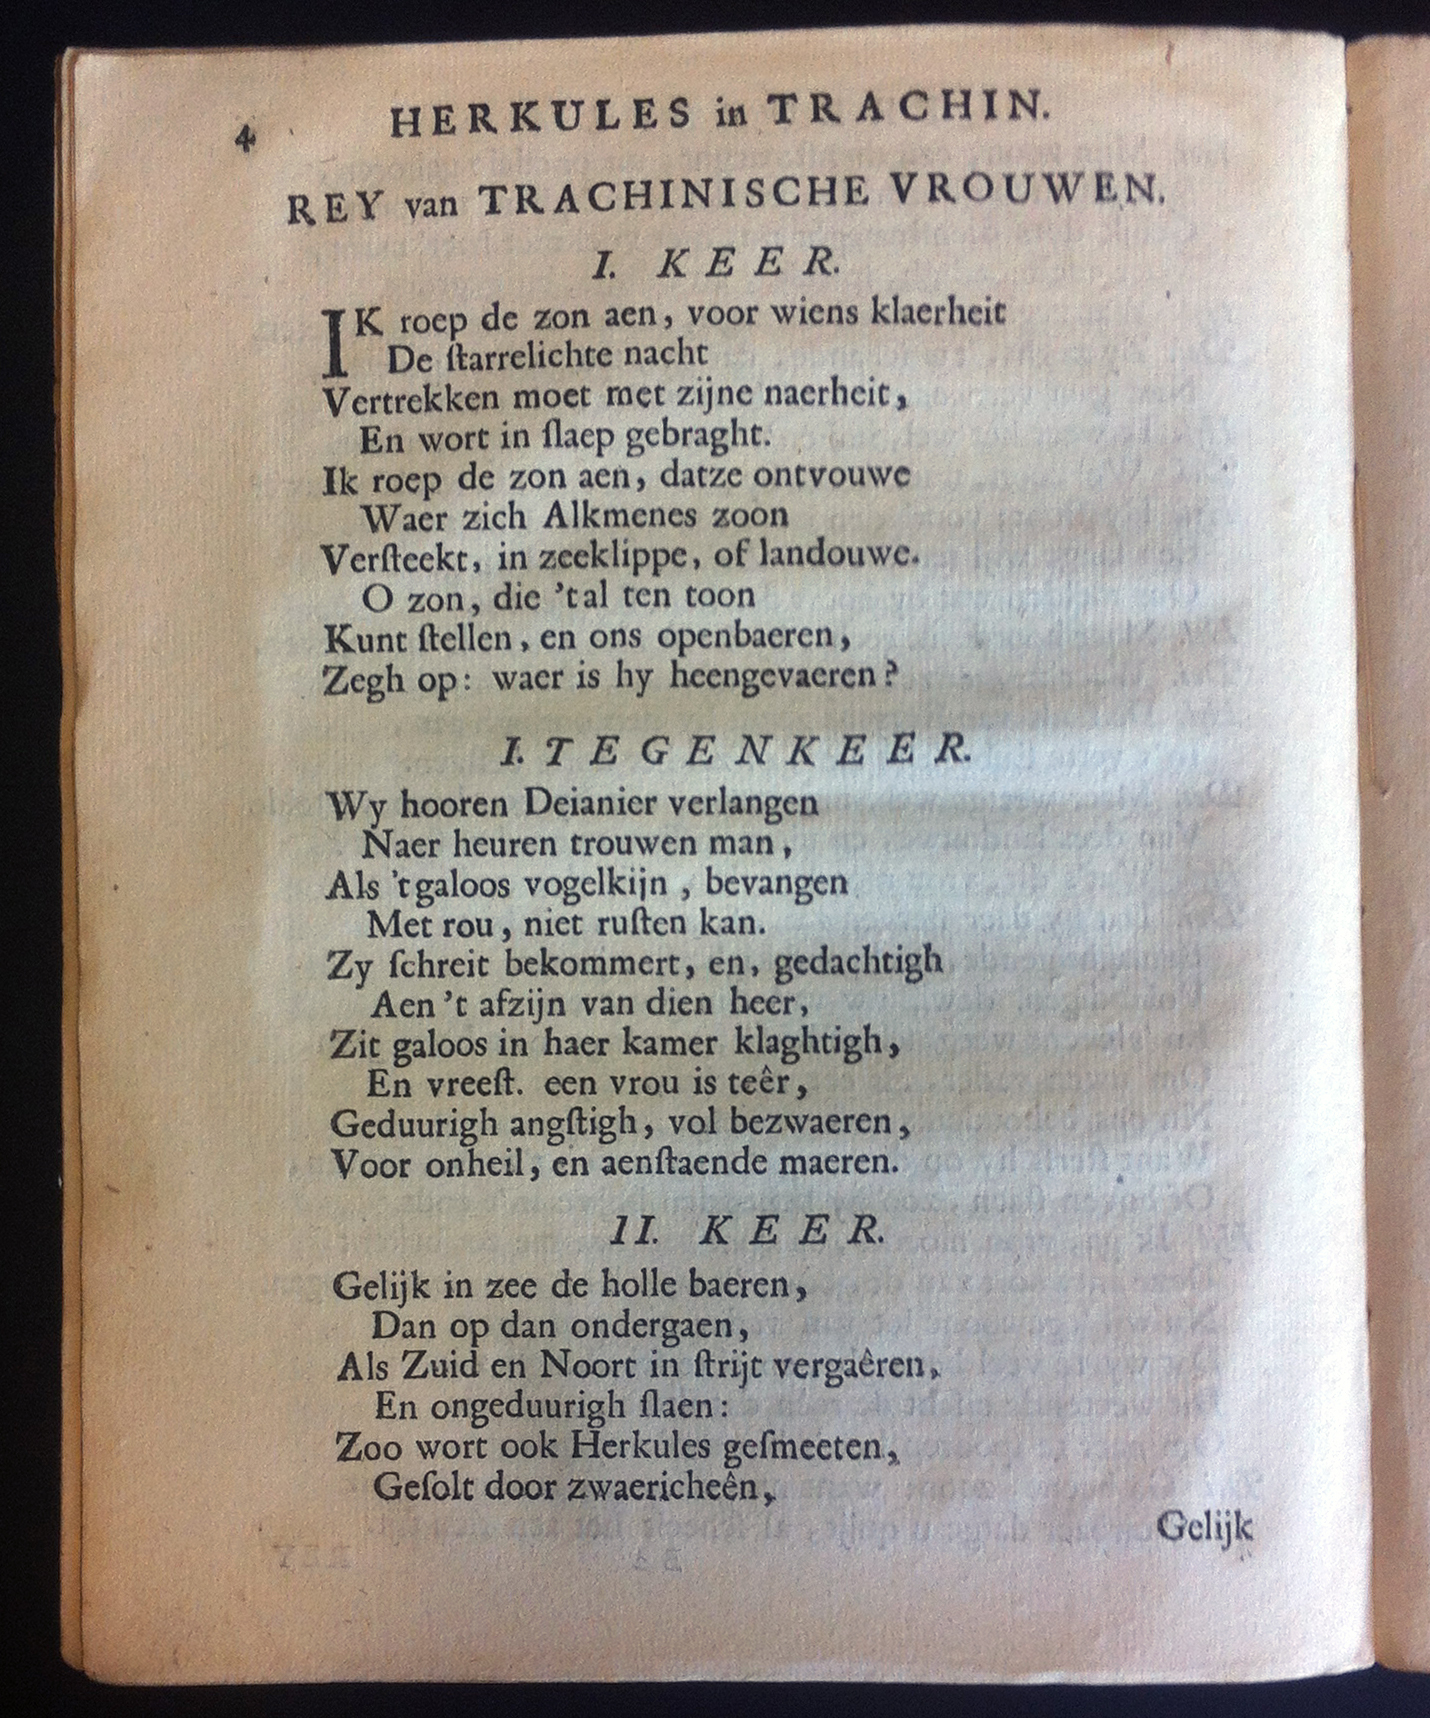 4 HERKULES in TRACHIN.
REY van TRACHINISCHE VROUWEN.
I. KEER.
IK roep de zon aen, voor wiens klaerheit
De ſtarrelichte nacht
Vertrekken moet met zijne naerheit,
En wort in ſlaep gebraght.
Ik roep de zon aen, datze ontvouwe
Waer zich Alkmenes zoon
Verſteekt, in zeeklippe, of landouwe.
O zon, die 't al ten toon
Kunt ſtellen, en ons openbaeren,
Zegh op: waer is hy heengevaeren?
I. TEGENKEER.
Wy hooren Deianier verlangen
Naer heuren trouwen man,
Als 't galoos vogelkijn, bevangen
Met rou, niet ruſten kan.
Zy ſchreit bekommert, en, gedachtigh
Aen 't afzijn van dien heer,
Zit galoos in haer kamer klaghtigh,
En vreeſt. een vrou is teêr,
Geduurigh angſtigh, vol bezwaeren,
Voor onheil, en aenſtaende maeren.
II. KEER.
Gelijk in zee de holle baeren,
Dan op dan ondergaen,
Als Zuid en Noort in ſtrijt vergaêren,
En ongeduurigh ſlaen:
Zoo wort ook Herkules geſmeeten,
Geſolt door zwaericheên,
Gelijk